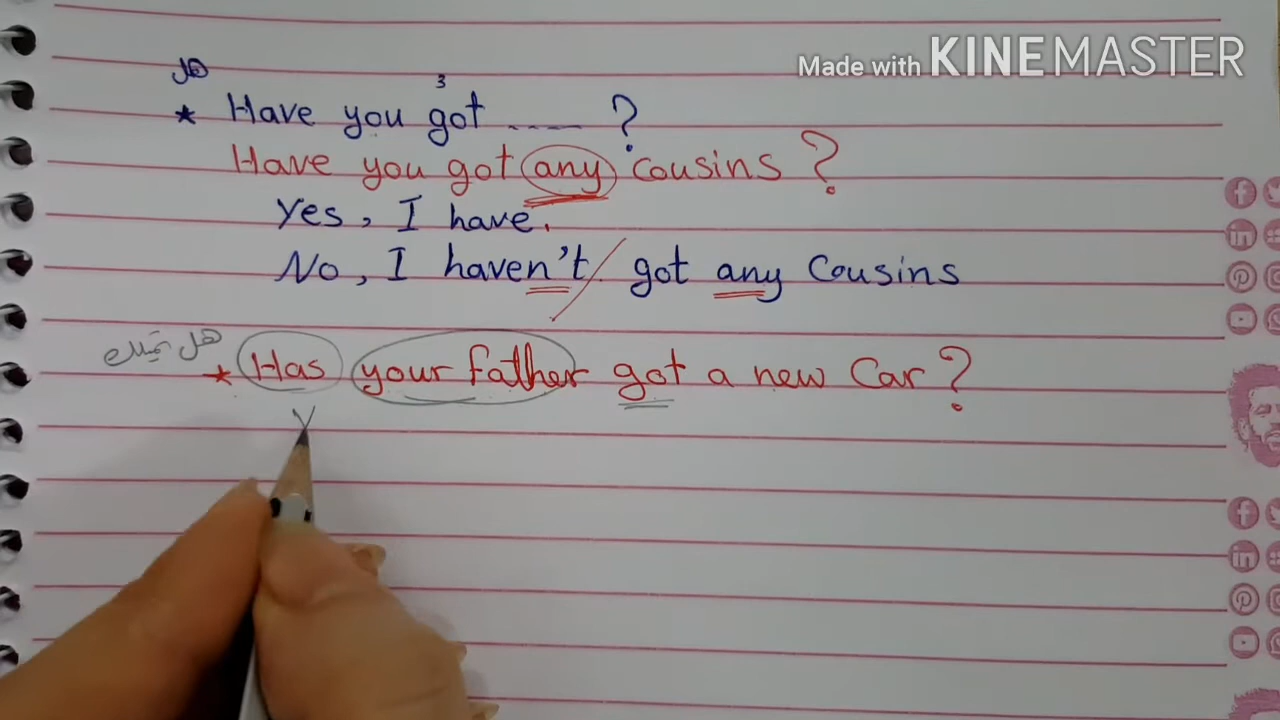 Made with KINEMASTER
هل
3
* Have you got ---- ?
Have you got any cousins ?
Yes, I have.
No, I haven't / got any Cousins
هل
* Has your father got a new Car ?
Y